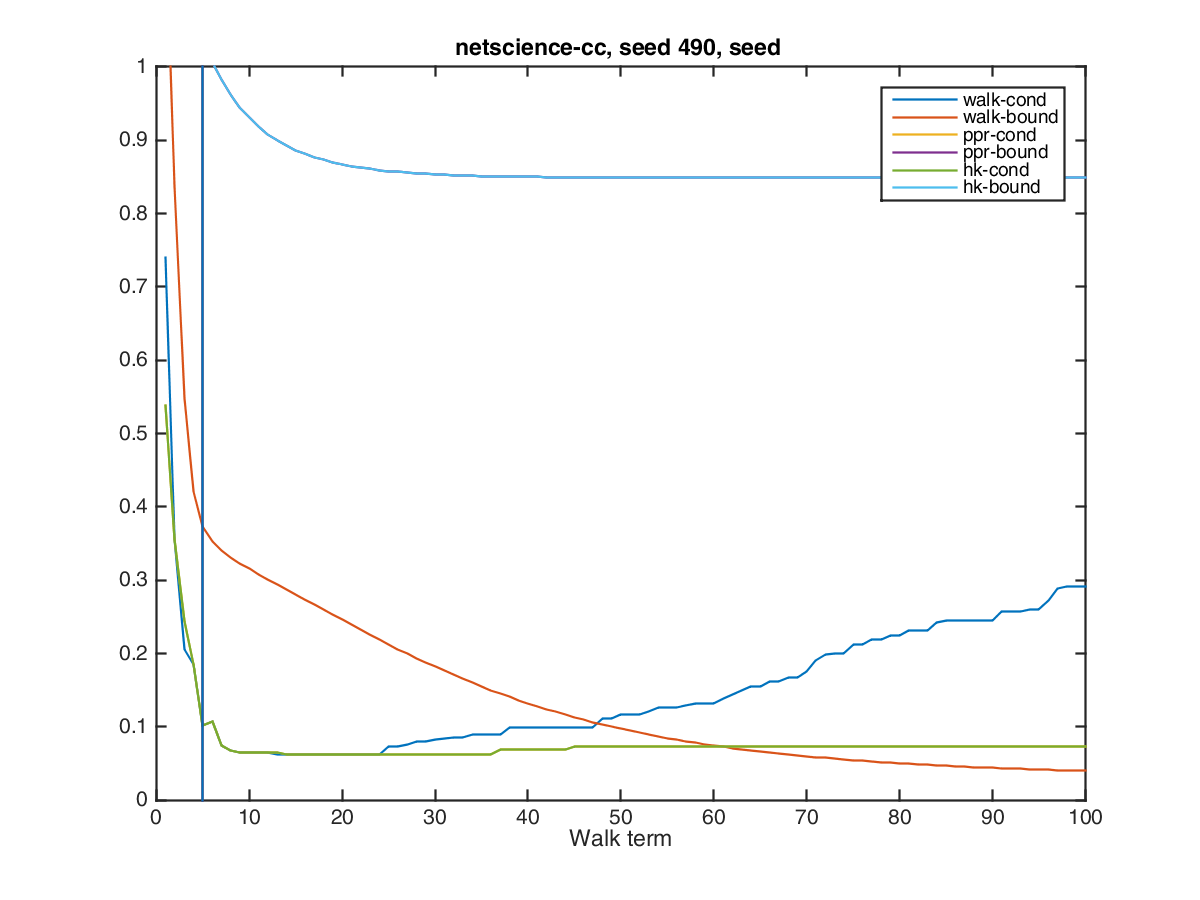 netscience-cc, seed 490, seed
walk-cond
walk-bound
ppr-cond
ppr-bound
hk-cond
hk-bound
1
0.9
0.8
0.7
0.6
0.5
0.4
0.3
0.2
0.1
0
0 10 20 30 40 50 60 70 80 90 100
Walk term